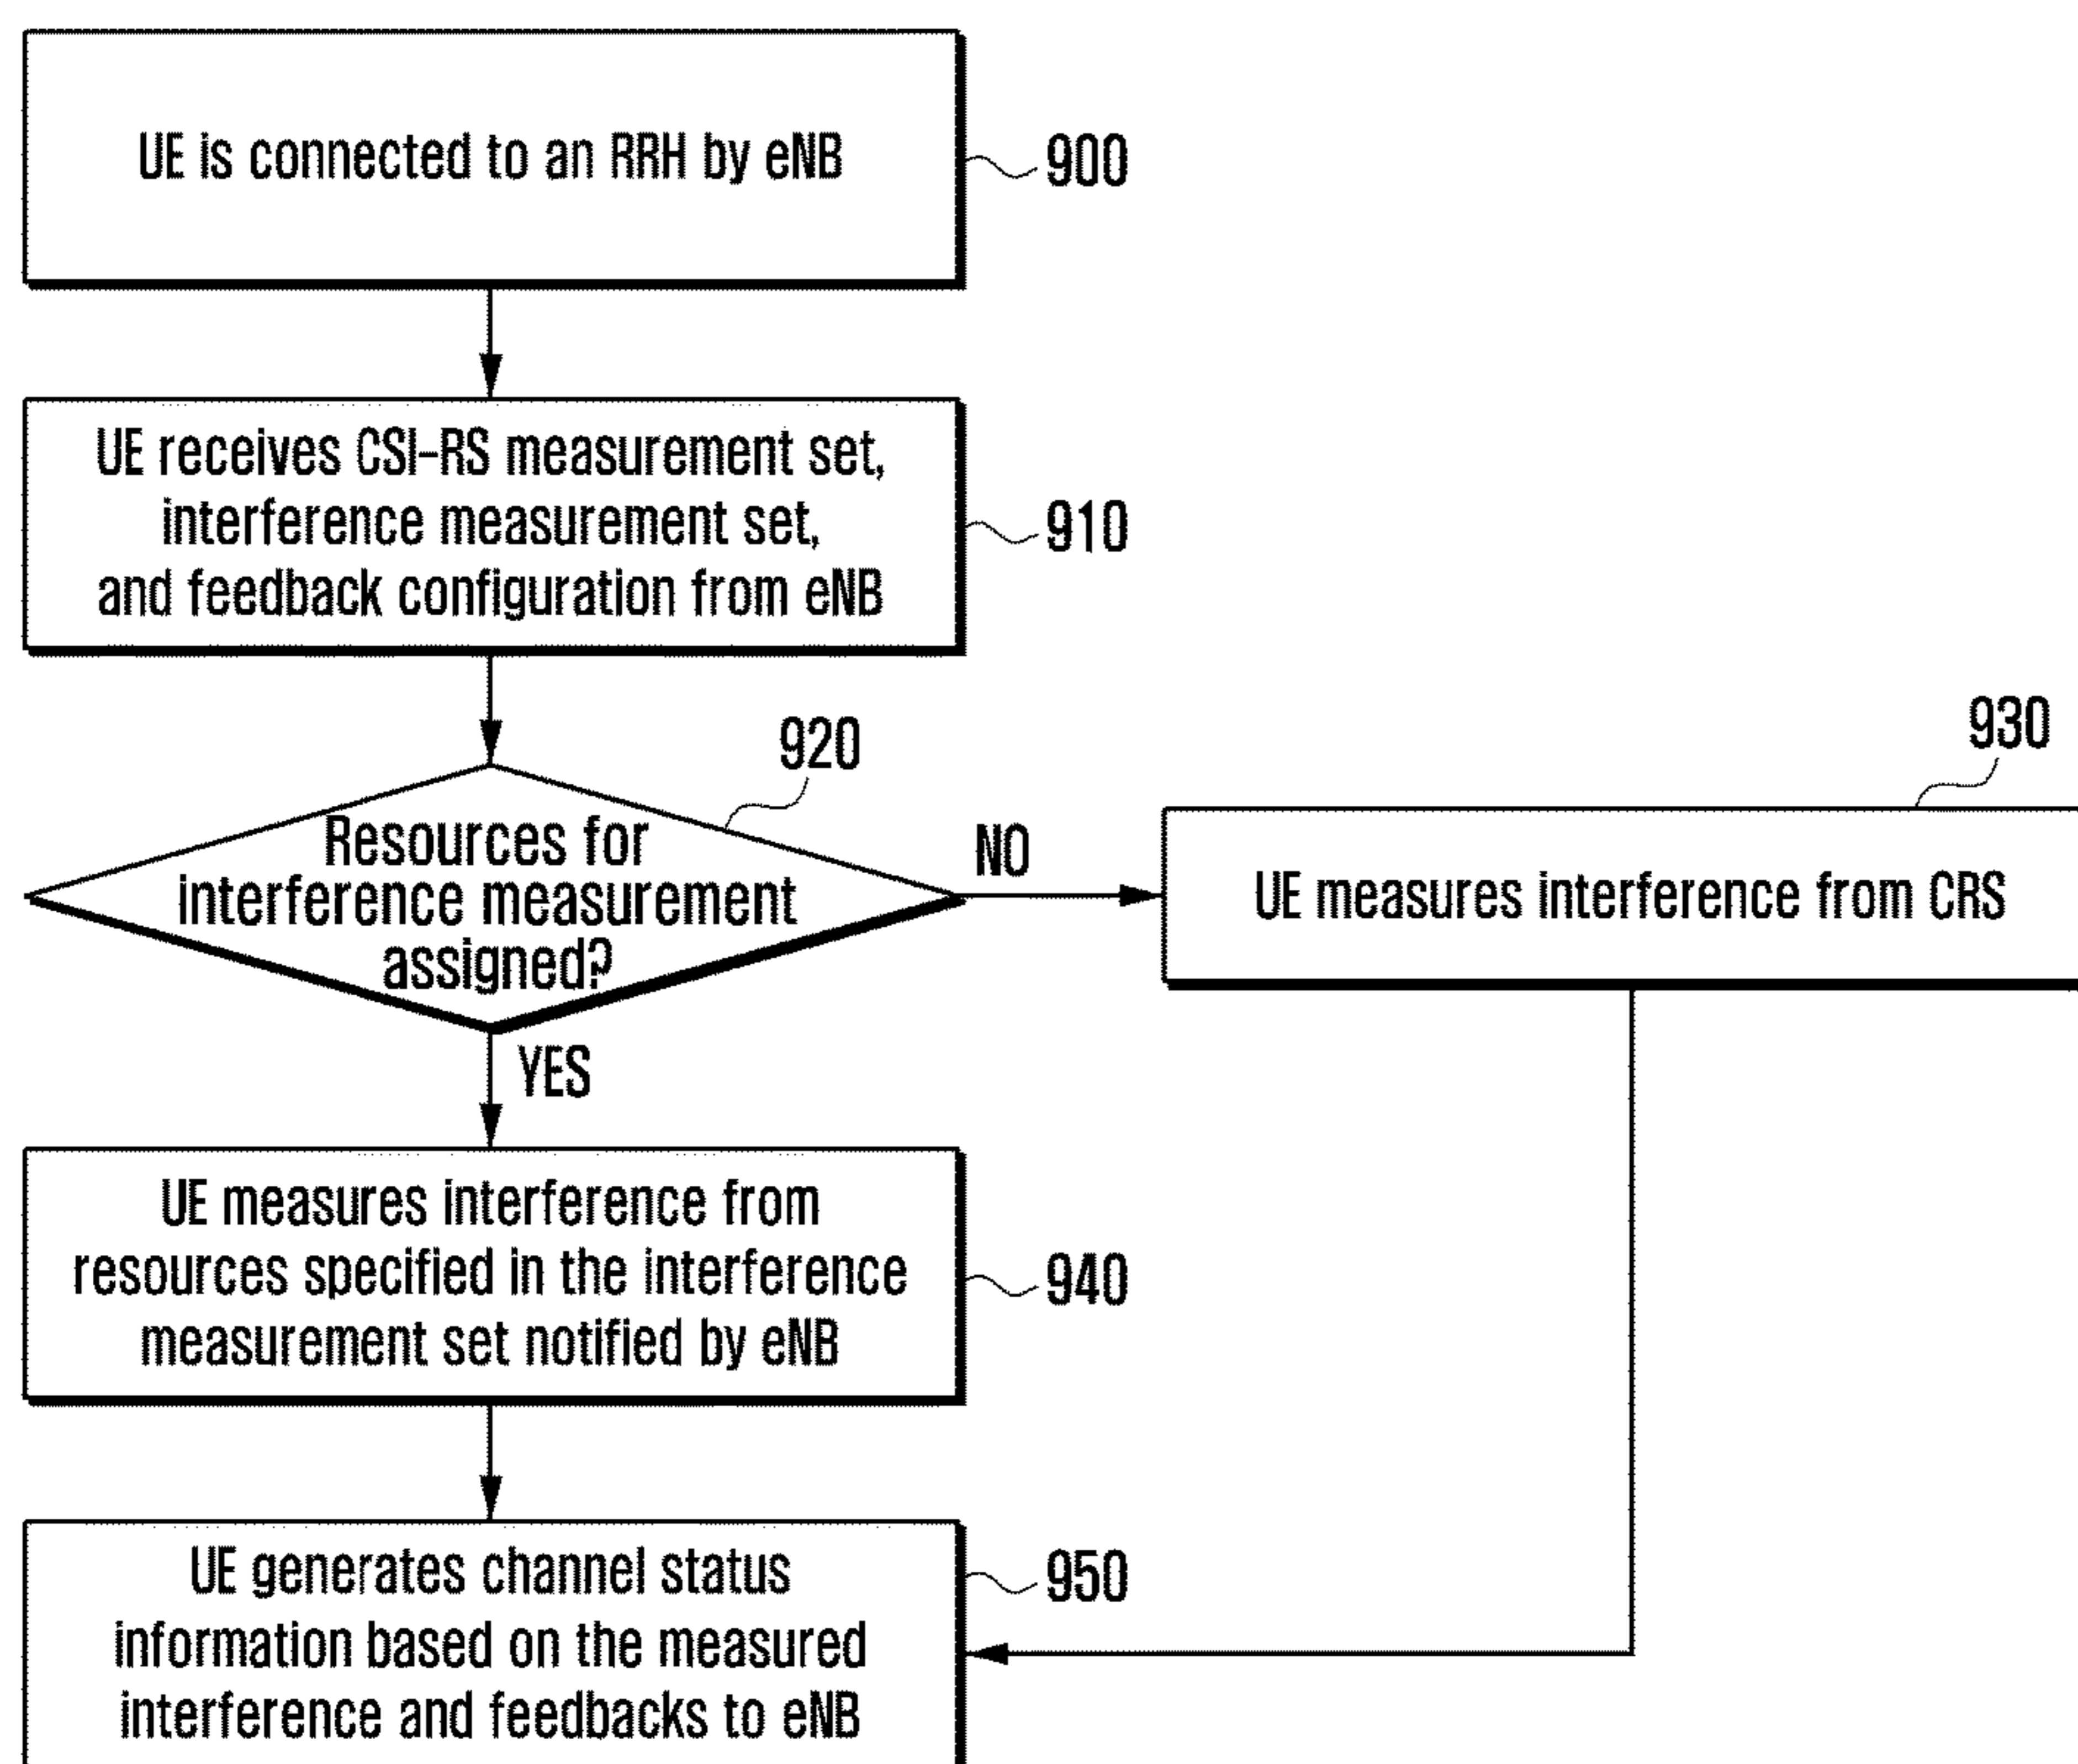 UE is connected to an RRH by eNB
900
UE receives CSI-RS measurement set,
interference measurement set,
and feedback configuration from eNB
910
920
Resources for
interference measurement
assigned?
NO
930
UE measures interference from CRS
YES
UE measures interference from
resources specified in the interference
measurement set notified by eNB
940
UE generates channel status
information based on the measured
interference and feedbacks to eNB
950